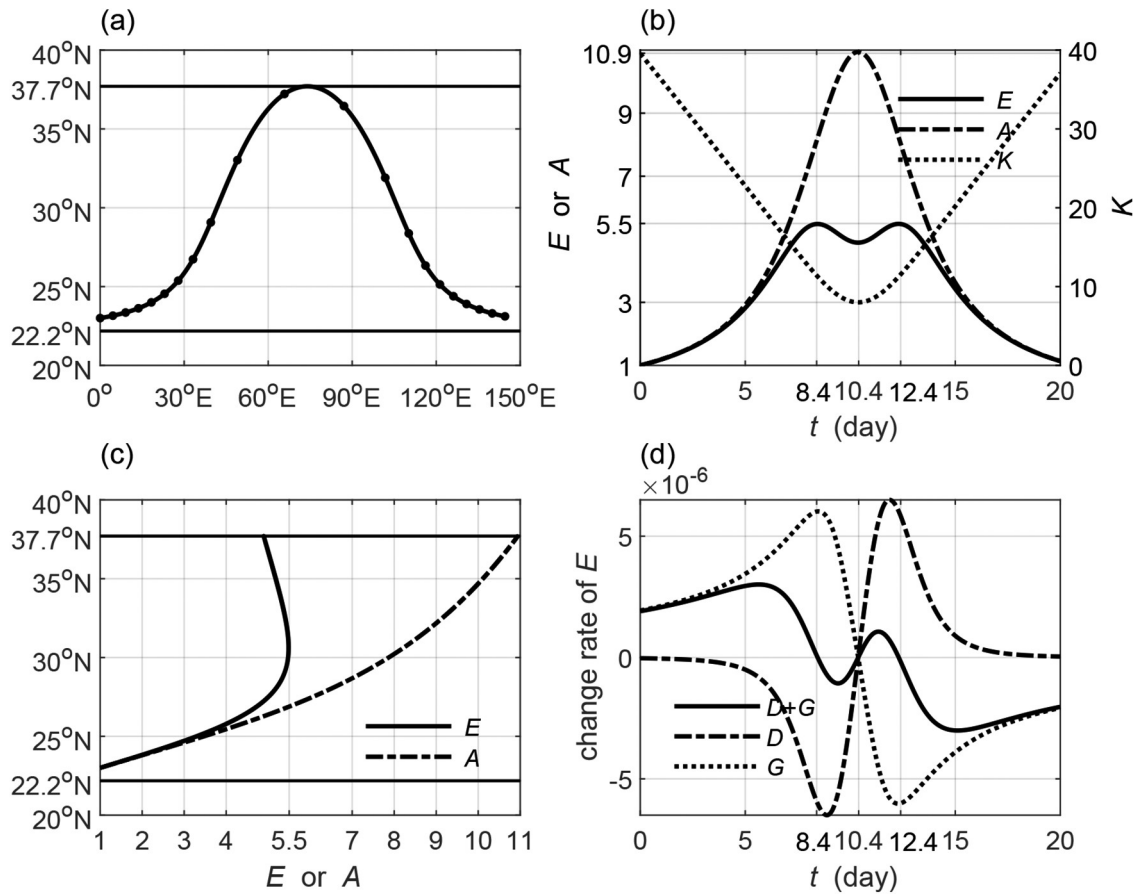 (a)
40°N
37.7°N
35°N
30°N
25°N
22.2°N
20°N
0° 30°E 60°E 90°E 120°E 150°E
(b)
10.9
9
7
5.5
3
1
E or A
40
30
20
10
0
K
E
A
K
0 5 8.4 10.4 12.4 15 20
t (day)
(c)
40°N
37.7°N
35°N
30°N
25°N
22.2°N
20°N
E
A
1 2 3 4 5.5 7 8 9 10 11
E or A
(d)
×10⁻⁶
5
0
-5
change rate of E
D+G
D
G
0 5 8.4 10.4 12.4 15 20
t (day)